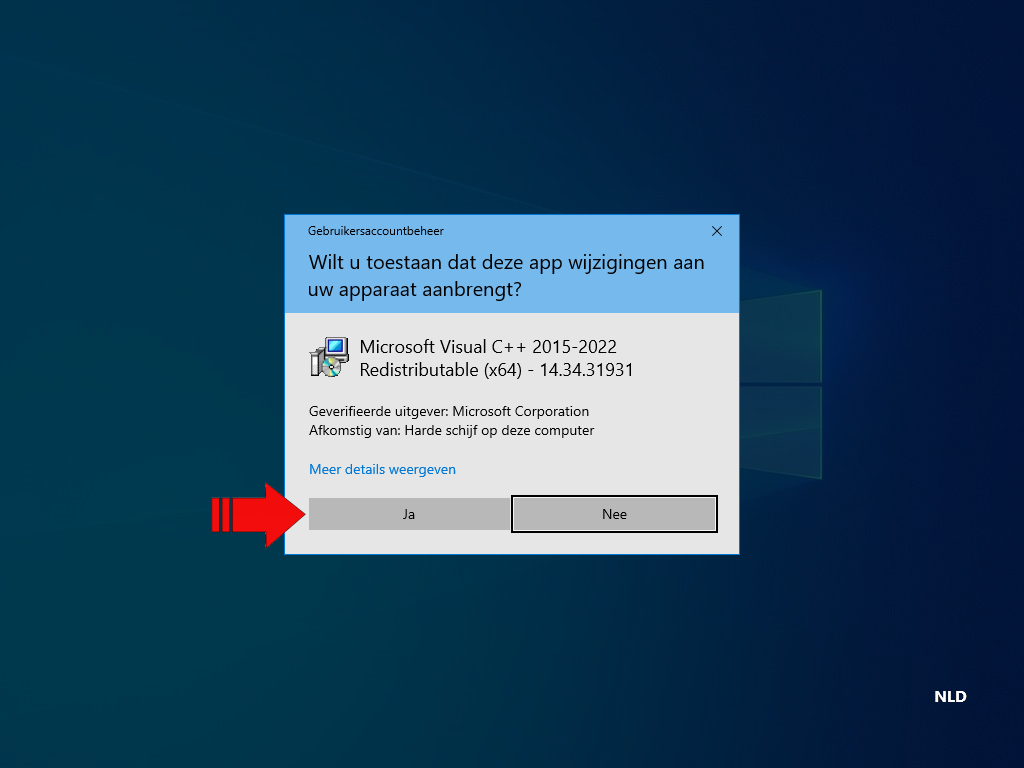 Gebruikersaccountbeheer
Wilt u toestaan dat deze app wijzigingen aan
uw apparaat aanbrengt?
Microsoft Visual C++ 2015-2022
Redistributable (x64) - 14.34.31931
Geverifieerde uitgever: Microsoft Corporation
Afkomstig van: Harde schijf op deze computer
Meer details weergeven
Ja
Nee
NLD